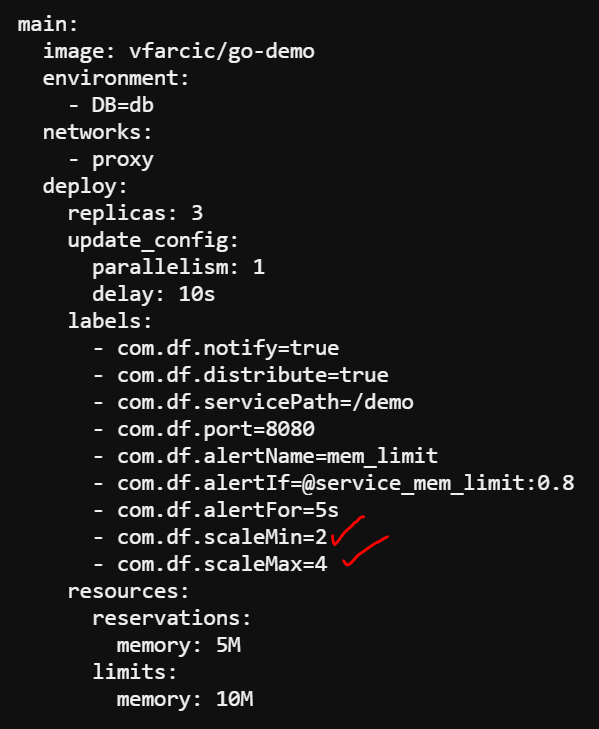 main:
  image: vfarcic/go-demo
  environment:
    - DB=db
  networks:
    - proxy
  deploy:
    replicas: 3
    update_config:
      parallelism: 1
      delay: 10s
    labels:
      - com.df.notify=true
      - com.df.distribute=true
      - com.df.servicePath=/demo
      - com.df.port=8080
      - com.df.alertName=mem_limit
      - com.df.alertIf=@service_mem_limit:0.8
      - com.df.alertFor=5s
      - com.df.scaleMin=2
      - com.df.scaleMax=4
    resources:
      reservations:
        memory: 5M
      limits:
        memory: 10M